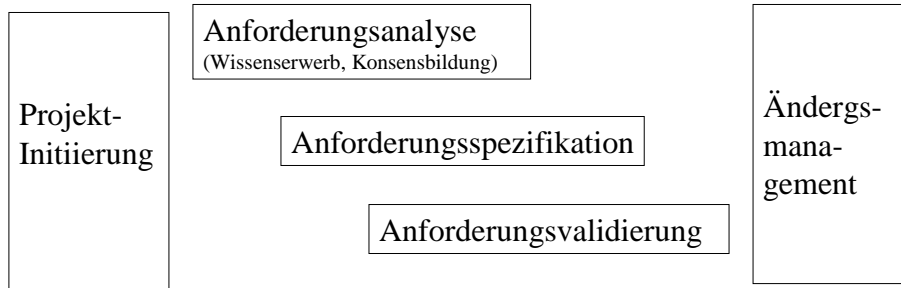 Projekt-
Initiierung
Anforderungsanalyse
(Wissenserwerb, Konsensbildung)
Anforderungsspezifikation
Anforderungsvalidierung
Ändergs-
mana-
gement